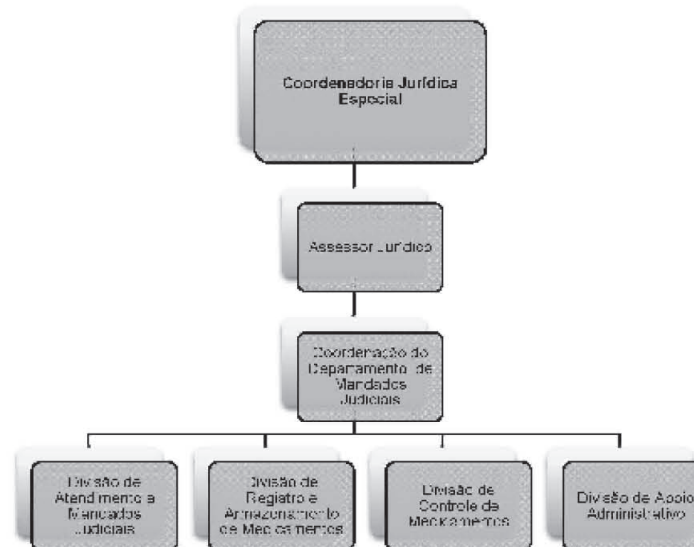 Coordenadoria Jurídica
Especial
Assessor Jurídico
Coordenação do
Departamento de
Mandados
Judiciais
Divisão de
Atendimento a
Mandados
Judiciais
Divisão de
Registro e
Armazenamento
de Medicamentos
Divisão de
Controle de
Medicamentos
Divisão de Apoio
Administrativo